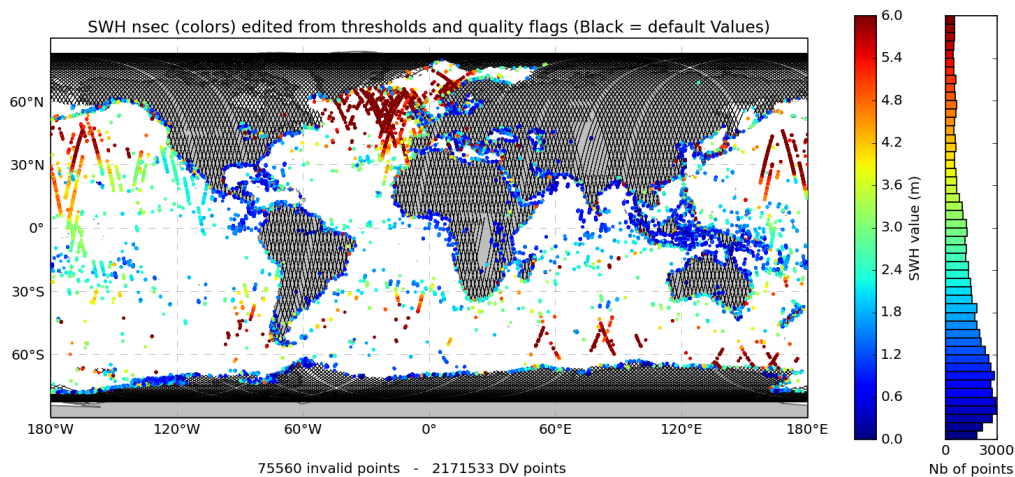 SWH nsec (colors) edited from thresholds and quality flags (Black = default Values)
60°N
30°N
0°
30°S
60°S
180°W 120°W 60°W 0° 60°E 120°E 180°E
75560 invalid points - 2171533 DV points
6.0
5.4
4.8
4.2
3.6
3.0
2.4
1.8
1.2
0.6
0.0
SWH value (m)
0 3000
Nb of points